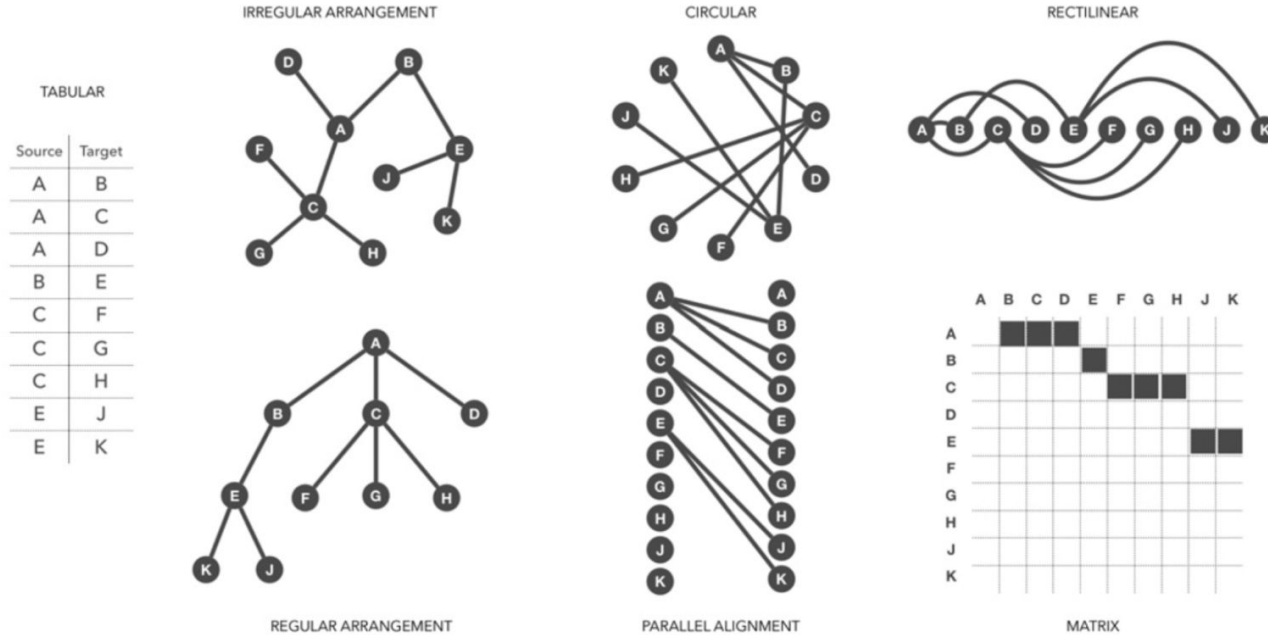 IRREGULAR ARRANGEMENT
CIRCULAR
RECTILINEAR
TABULAR
Source Target
A B
A C
A D
B E
C F
C G
C H
E J
E K
D B
A
F E
J
C
K
G H
A
K B
J C
H D
G E
F
A B C D E F G H J K
A
B C D
E F G H
K J
A A
B B
C C
D D
E E
F F
G G
H H
J J
K K
A B C D E F G H J K
A
B
C
D
E
F
G
H
J
K
REGULAR ARRANGEMENT
PARALLEL ALIGNMENT
MATRIX